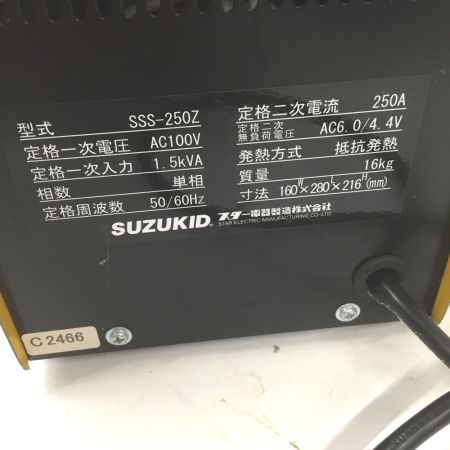 型式 SSS-250Z
定格一次電圧 AC100V
定格一次入力 1.5kVA
相数 単相
定格周波数 50/60Hz
定格二次電流 250A
定格二次無負荷電圧 AC6.0/4.4V
発熱方式 抵抗発熱
質量 16kg
寸法 160W×280L×216H(mm)
SUZUKID® スター電器製造株式会社
STAR ELECTRIC MANUFACTURING CO.LTD
C2466